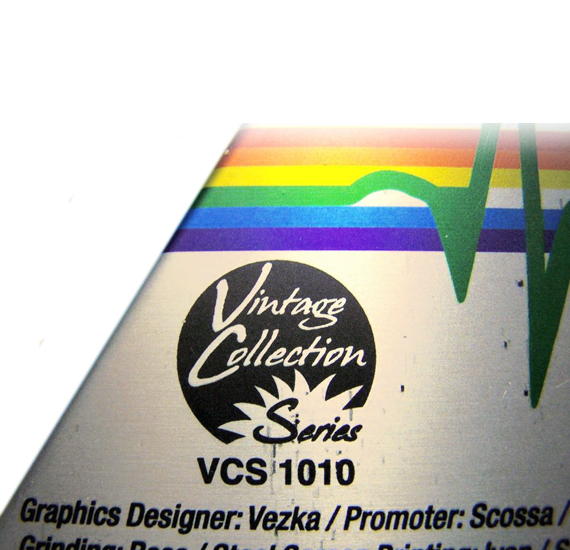 Vintage
Collection
Series
VCS 1010
Graphics Designer: Vezka / Promoter: Scossa /